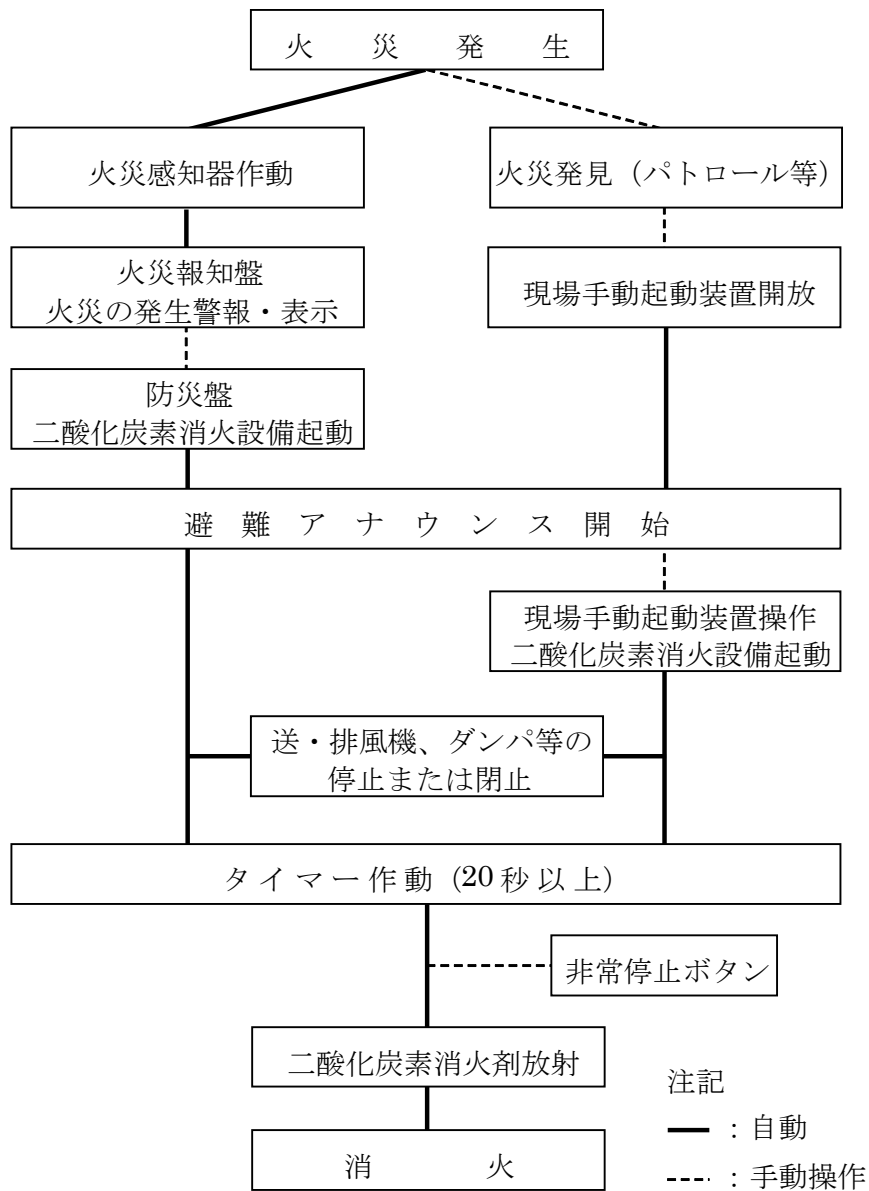 火災発生
火災感知器作動
火災発見（パトロール等）
火災報知盤
火災の発生警報・表示
現場手動起動装置開放
防災盤
二酸化炭素消火設備起動
避難アナウンス開始
現場手動起動装置操作
二酸化炭素消火設備起動
送・排風機、ダンパ等の
停止または閉止
タイマー作動（20秒以上）
非常停止ボタン
二酸化炭素消火剤放射
消火
注記
：自動
：手動操作